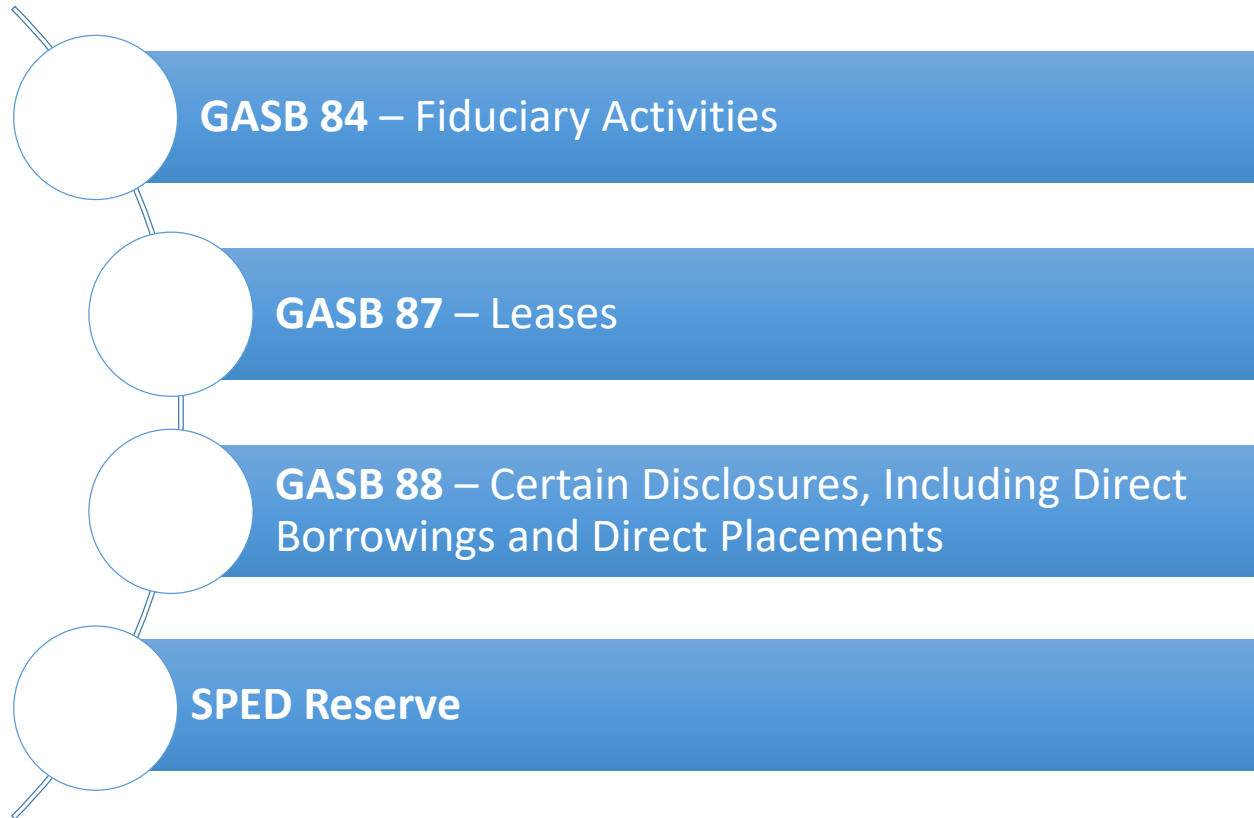 GASB 84 – Fiduciary Activities
GASB 87 – Leases
GASB 88 – Certain Disclosures, Including Direct
Borrowings and Direct Placements
SPED Reserve